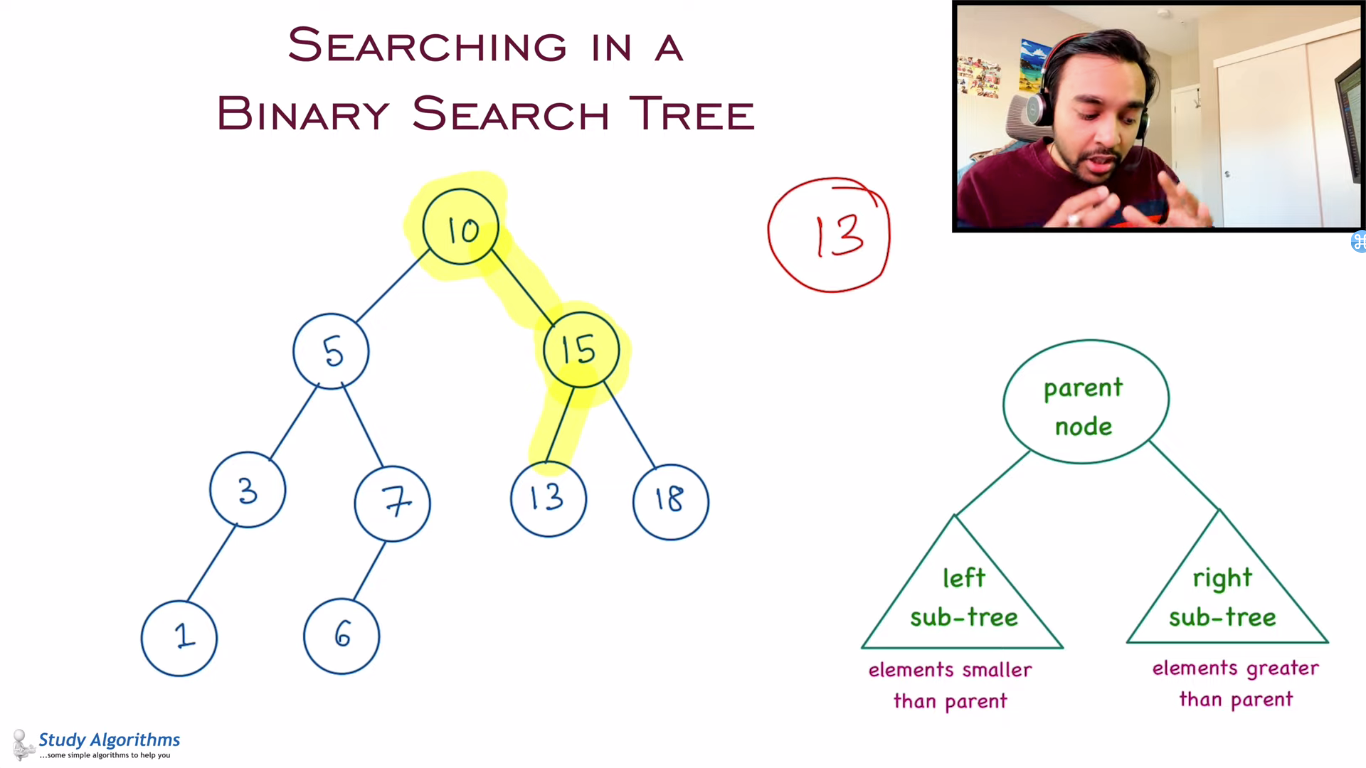 Searching in a
Binary Search Tree
10
13
5
15
3
7
13
18
1
6
parent
node
left
sub-tree
elements smaller
than parent
right
sub-tree
elements greater
than parent
Study Algorithms
...some simple algorithms to help you